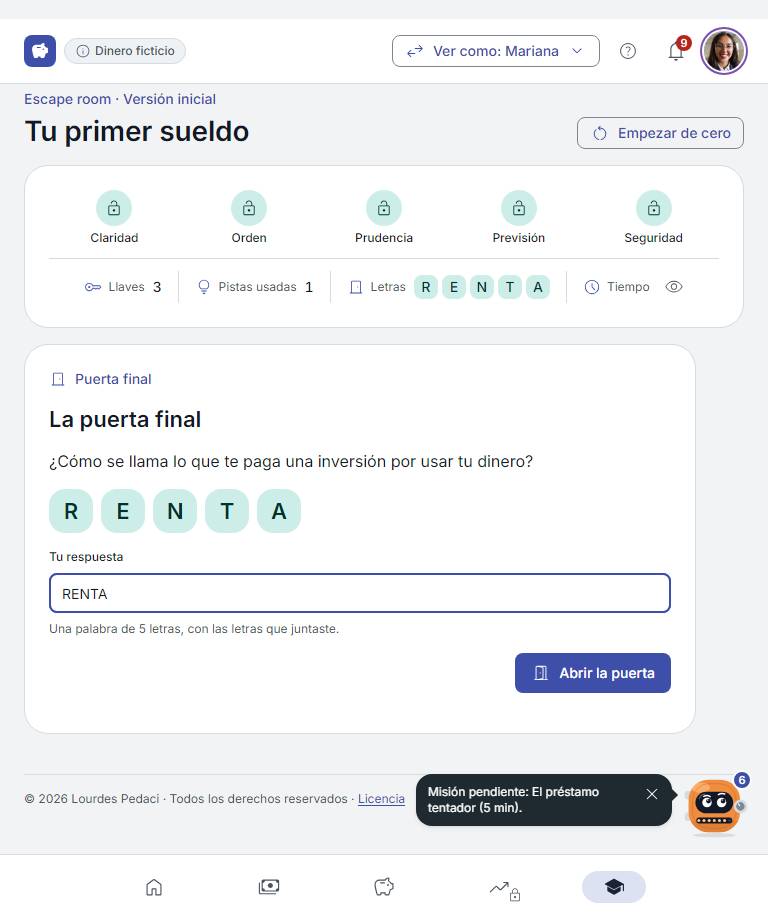 Dinero ficticio
Ver como: Mariana
9
Escape room · Versión inicial
Tu primer sueldo
Empezar de cero
Claridad
Orden
Prudencia
Previsión
Seguridad
Llaves 3
Pistas usadas 1
Letras R E N T A
Tiempo
Puerta final
La puerta final
¿Cómo se llama lo que te paga una inversión por usar tu dinero?
R E N T A
Tu respuesta
RENTA
Una palabra de 5 letras, con las letras que juntaste.
Abrir la puerta
© 2026 Lourdes Pedaci · Todos los derechos reservados · Licencia
Misión pendiente: El préstamo
tentador (5 min).
6